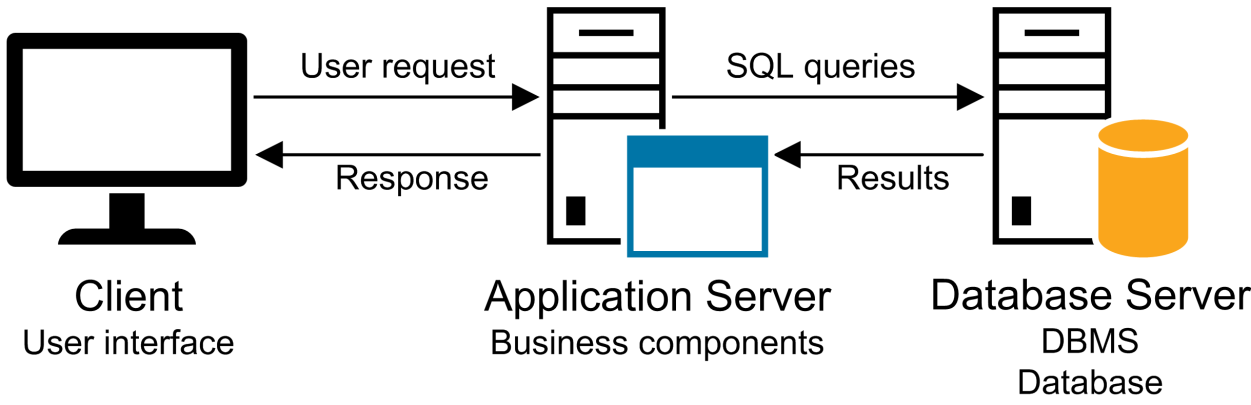 User request
SQL queries
Response
Results
Client
Application Server
Database Server
User interface
Business components
DBMS
Database